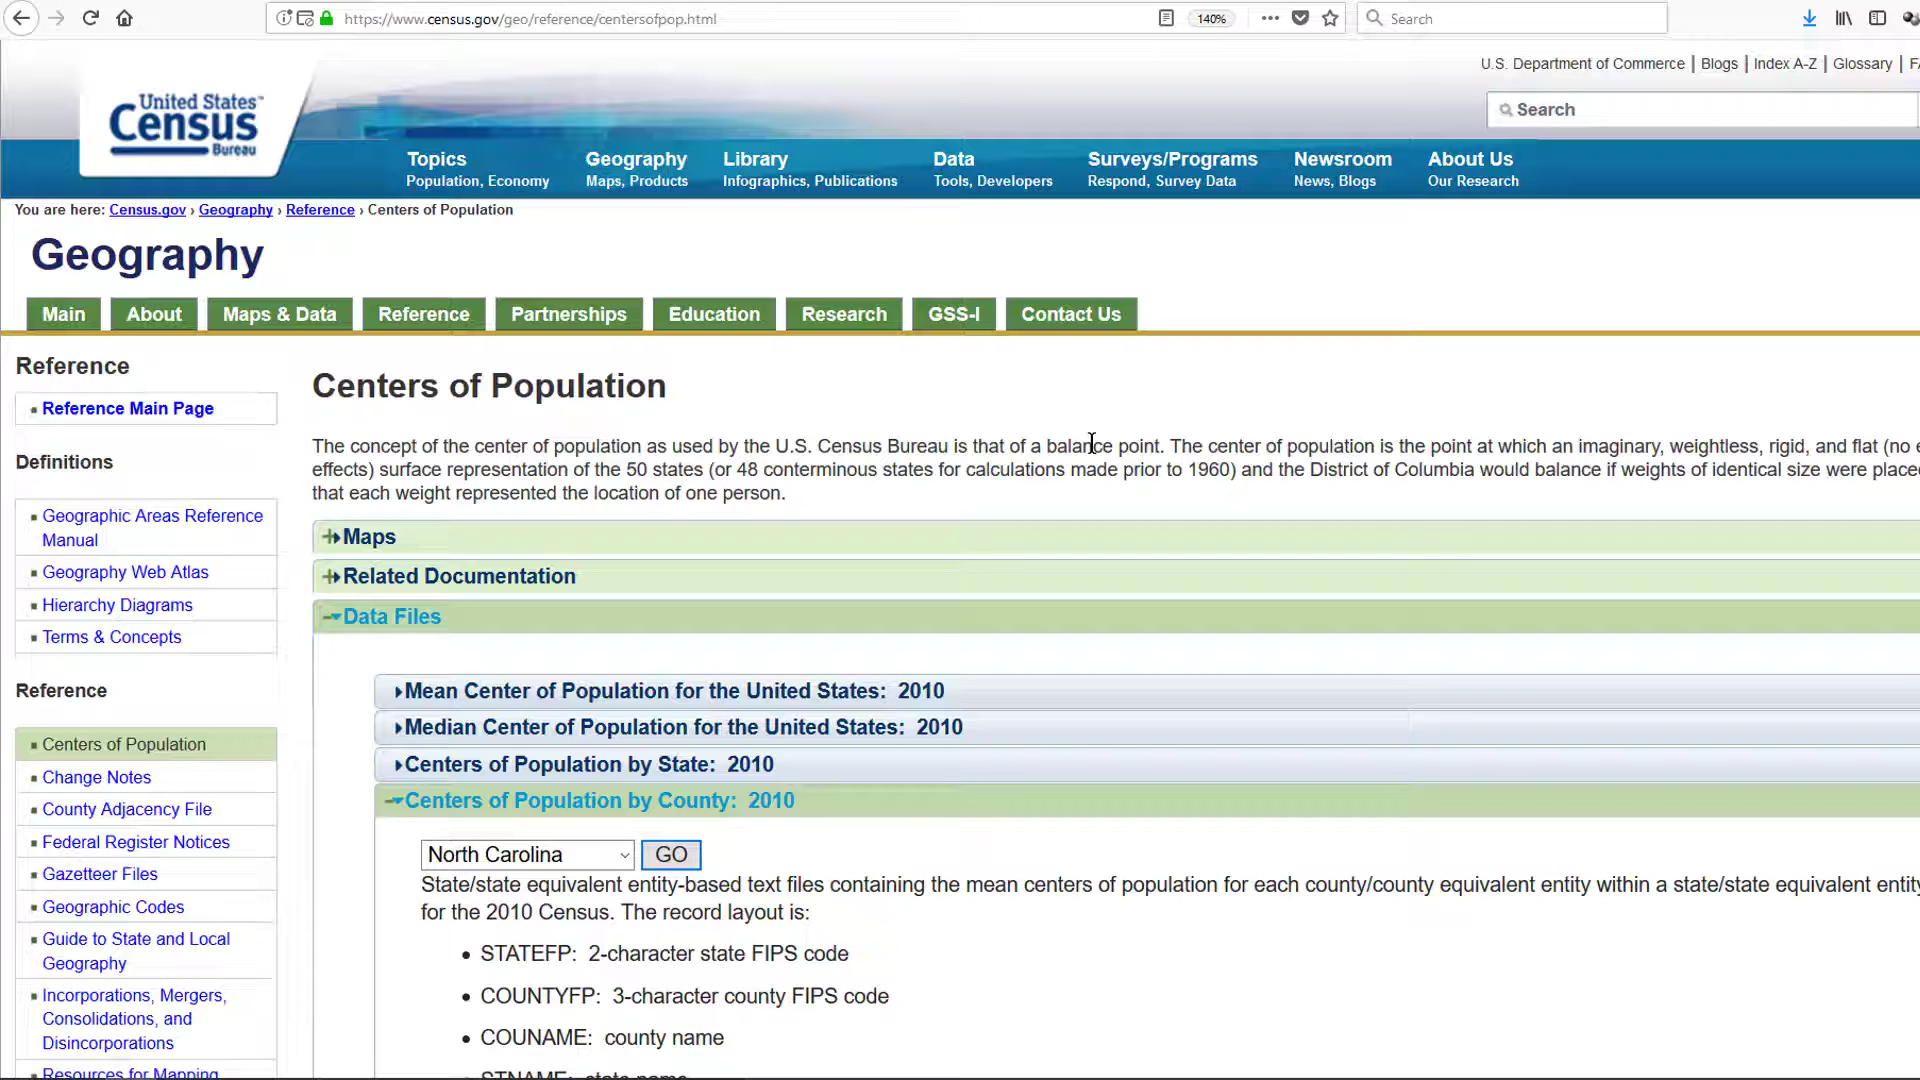 https://www.census.gov/geo/reference/centersofpop.html
140%
Search
U.S. Department of Commerce | Blogs | Index A-Z | Glossary |
Search
United States™
Census
Bureau
Topics
Population, Economy
Geography
Maps, Products
Library
Infographics, Publications
Data
Tools, Developers
Surveys/Programs
Respond, Survey Data
Newsroom
News, Blogs
About Us
Our Research
You are here: Census.gov › Geography › Reference › Centers of Population
Geography
Main
About
Maps & Data
Reference
Partnerships
Education
Research
GSS-I
Contact Us
Reference
Reference Main Page
Definitions
Geographic Areas Reference
Manual
Geography Web Atlas
Hierarchy Diagrams
Terms & Concepts
Reference
Centers of Population
Change Notes
County Adjacency File
Federal Register Notices
Gazetteer Files
Geographic Codes
Guide to State and Local
Geography
Incorporations, Mergers,
Consolidations, and
Disincorporations
Resources for Mapping
Centers of Population
The concept of the center of population as used by the U.S. Census Bureau is that of a balance point. The center of population is the point at which an imaginary, weightless, rigid, and flat (no
effects) surface representation of the 50 states (or 48 conterminous states for calculations made prior to 1960) and the District of Columbia would balance if weights of identical size were
that each weight represented the location of one person.
Maps
Related Documentation
Data Files
Mean Center of Population for the United States: 2010
Median Center of Population for the United States: 2010
Centers of Population by State: 2010
Centers of Population by County: 2010
North Carolina
GO
State/state equivalent entity-based text files containing the mean centers of population for each county/county equivalent entity within a state/state equivalent entity
for the 2010 Census. The record layout is:
STATEFP: 2-character state FIPS code
COUNTYFP: 3-character county FIPS code
COUNAME: county name
STNAME: state name